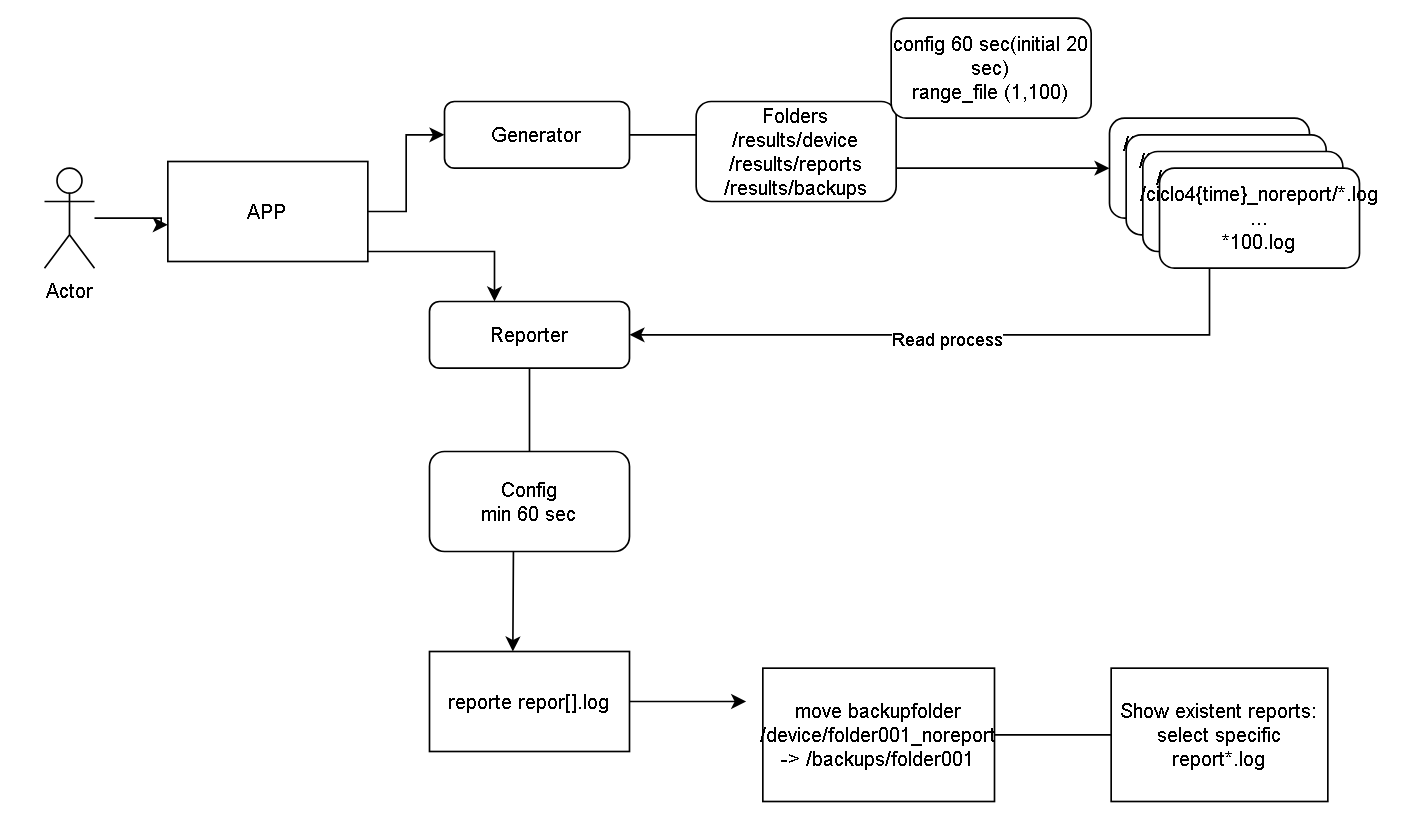 config 60 sec(initial 20
sec)
range_file (1,100)
Generator
Folders
/results/device
/results/reports
/results/backups
/
/
/
/ciclo4{time}_noreport/*.log
...
*100.log
APP
Actor
Reporter
Read process
Config
min 60 sec
reporte repor[].log
move backupfolder
/device/folder001_noreport
-> /backups/folder001
Show existent reports:
select specific
report*.log